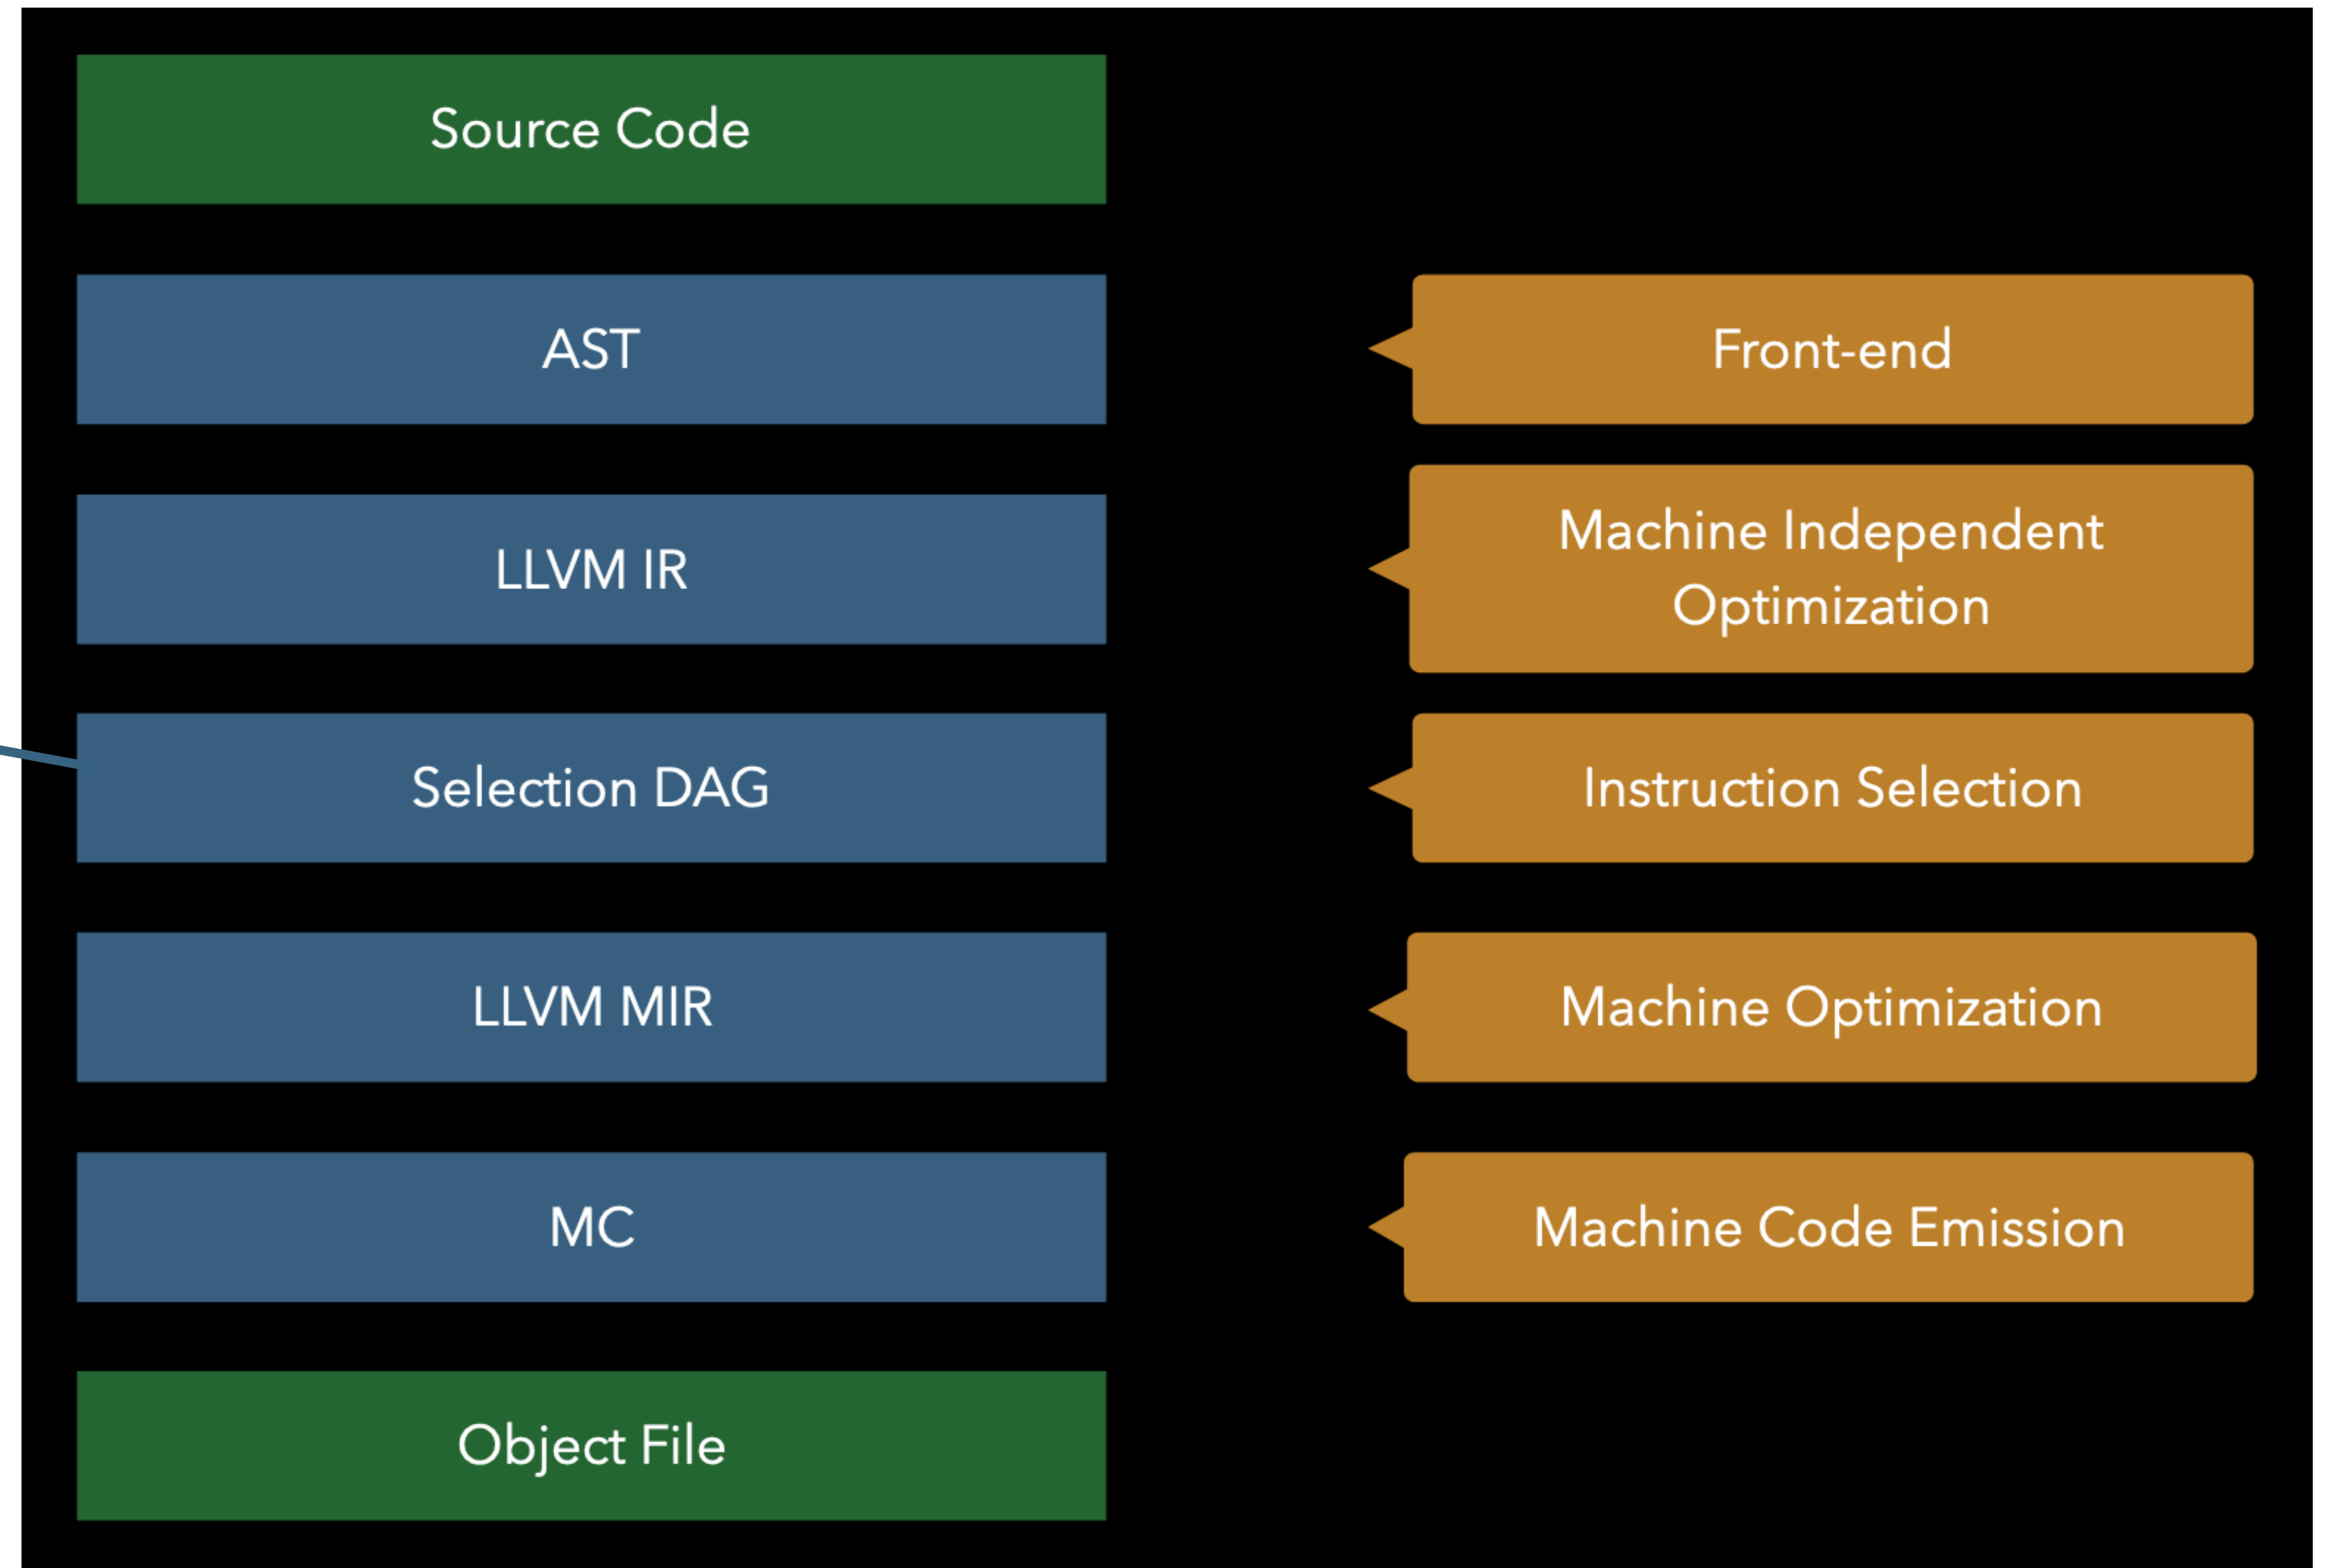 Source Code
AST
Front-end
LLVM IR
Machine Independent
Optimization
Selection DAG
Instruction Selection
LLVM MIR
Machine Optimization
MC
Machine Code Emission
Object File